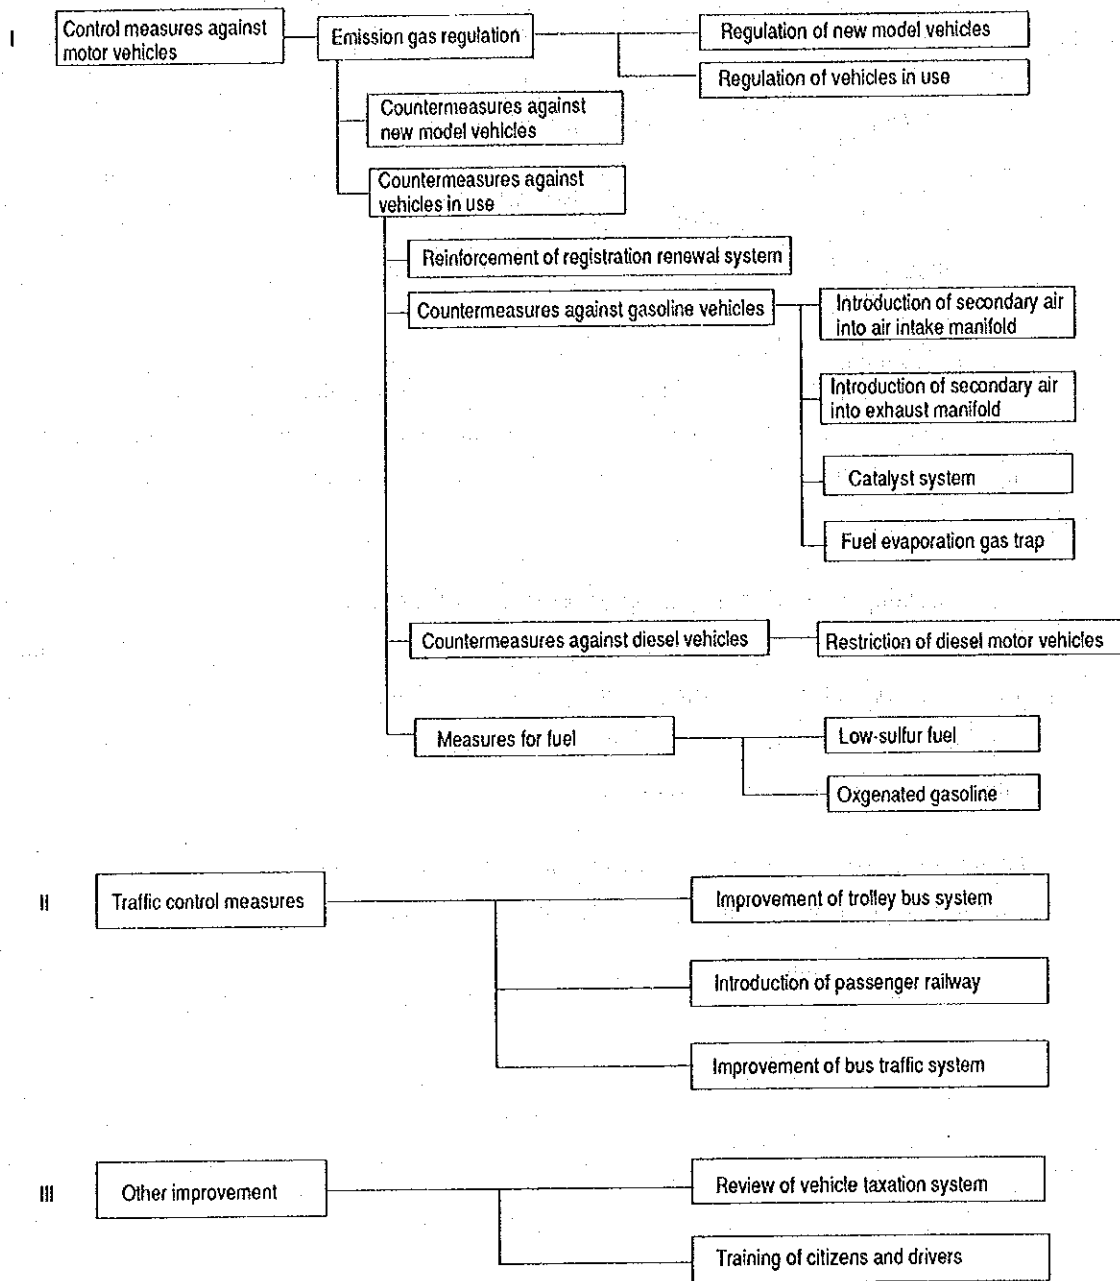 I
Control measures against
motor vehicles
Emission gas regulation
Regulation of new model vehicles
Regulation of vehicles in use
Countermeasures against
new model vehicles
Countermeasures against
vehicles in use
Reinforcement of registration renewal system
Countermeasures against gasoline vehicles
Introduction of secondary air
into air intake manifold
Introduction of secondary air
into exhaust manifold
Catalyst system
Fuel evaporation gas trap
Countermeasures against diesel vehicles
Restriction of diesel motor vehicles
Measures for fuel
Low-sulfur fuel
Oxgenated gasoline
II
Traffic control measures
Improvement of trolley bus system
Introduction of passenger railway
Improvement of bus traffic system
III
Other improvement
Review of vehicle taxation system
Training of citizens and drivers